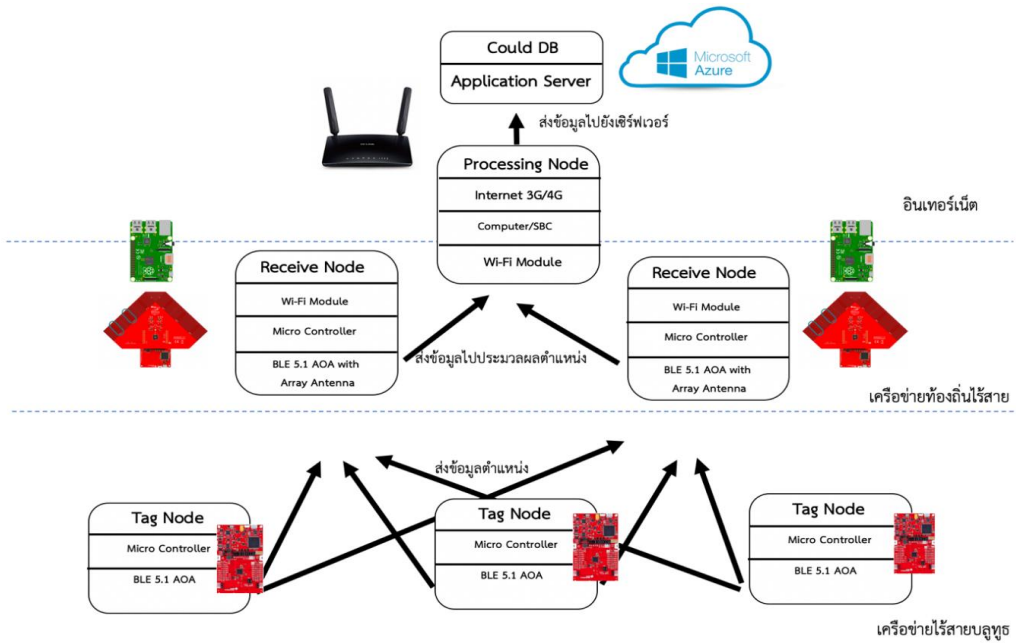 Could DB
Application Server
Microsoft
Azure
ส่งข้อมูลไปยังเซิร์ฟเวอร์
Processing Node
Internet 3G/4G
Computer/SBC
Wi-Fi Module
อินเทอร์เน็ต
Receive Node
Wi-Fi Module
Micro Controller
BLE 5.1 AOA with
Array Antenna
ส่งข้อมูลไปประมวลผลตำแหน่ง
Receive Node
Wi-Fi Module
Micro Controller
BLE 5.1 AOA with
Array Antenna
เครือข่ายท้องถิ่นไร้สาย
ส่งข้อมูลตำแหน่ง
Tag Node
Micro Controller
BLE 5.1 AOA
Tag Node
Micro Controller
BLE 5.1 AOA
Tag Node
Micro Controller
BLE 5.1 AOA
เครือข่ายไร้สายบลูทูธ